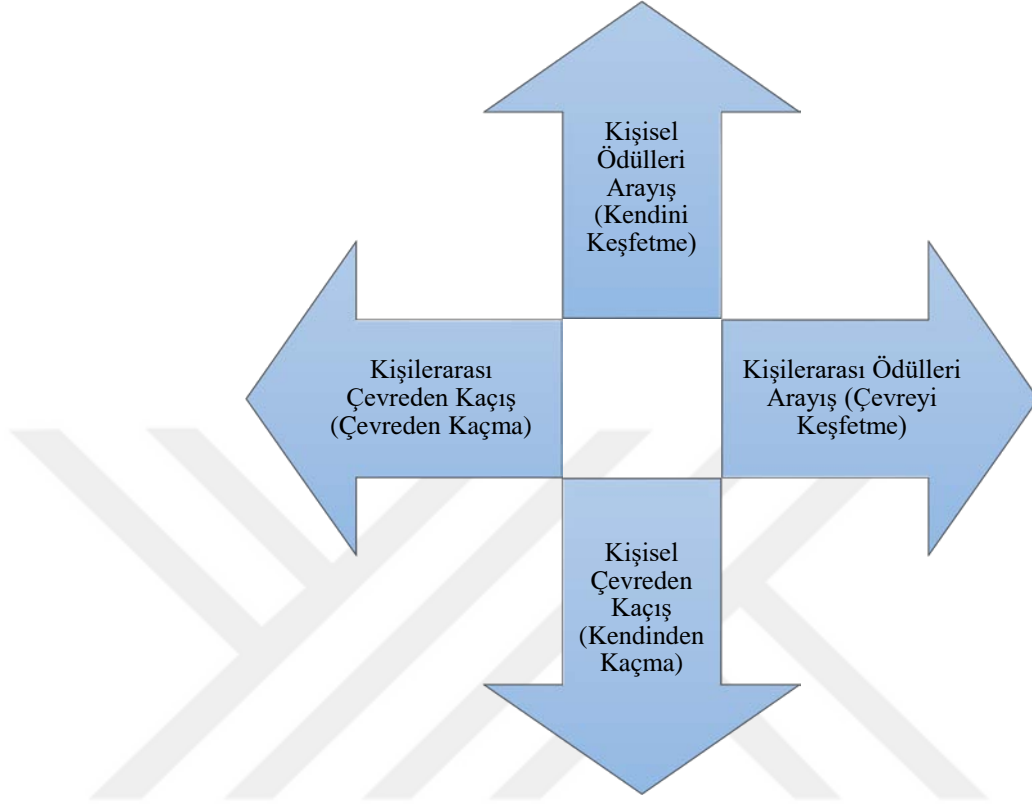 Kişisel
Ödülleri
Arayış
(Kendini
Keşfetme)
Kişilerarası
Çevreden Kaçış
(Çevreden Kaçma)
Kişilerarası Ödülleri
Arayış (Çevreyi
Keşfetme)
Kişisel
Çevreden
Kaçış
(Kendinden
Kaçma)